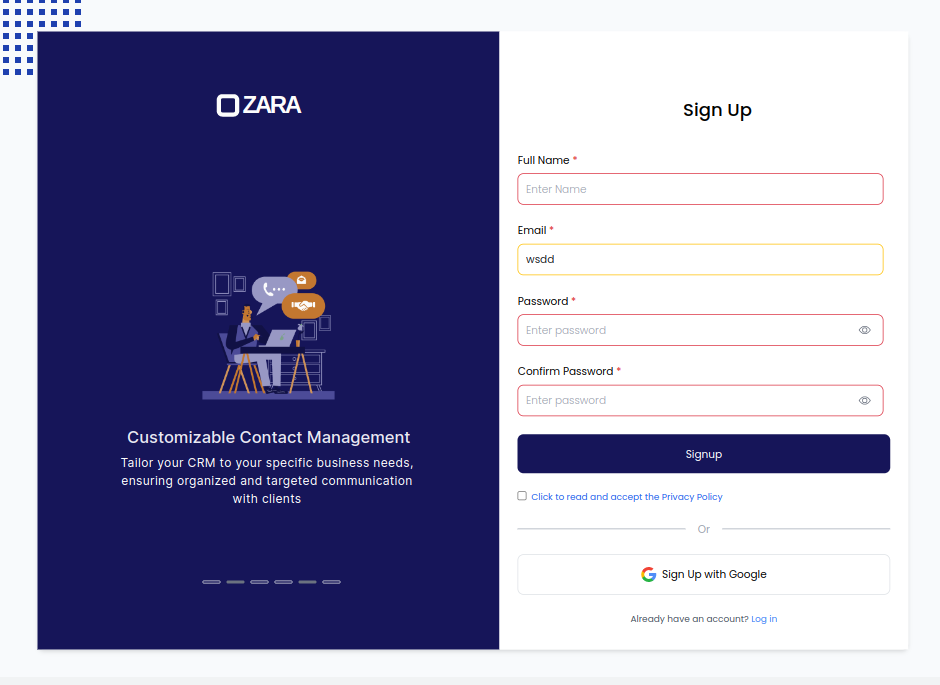 ZARA
Customizable Contact Management
Tailor your CRM to your specific business needs,
ensuring organized and targeted communication
with clients
Sign Up
Full Name *
Enter Name
Email *
wsdd
Password *
Enter password
Confirm Password *
Enter password
Signup
Click to read and accept the Privacy Policy
Or
Sign Up with Google
Already have an account? Log in